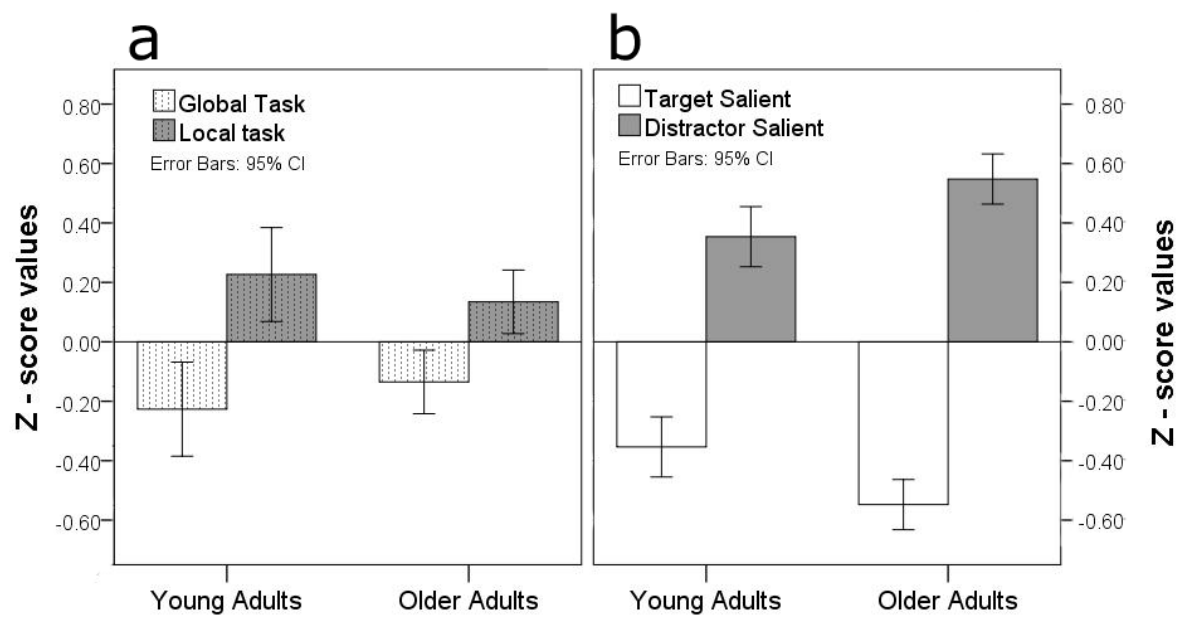 a
b
Global Task
Local task
Error Bars: 95% CI
Target Salient
Distractor Salient
Error Bars: 95% CI
Z - score values
0.80
0.60
0.40
0.20
0.00
-0.20
-0.40
-0.60
0.80
0.60
0.40
0.20
0.00
-0.20
-0.40
-0.60
Z - score values
Young Adults
Older Adults
Young Adults
Older Adults